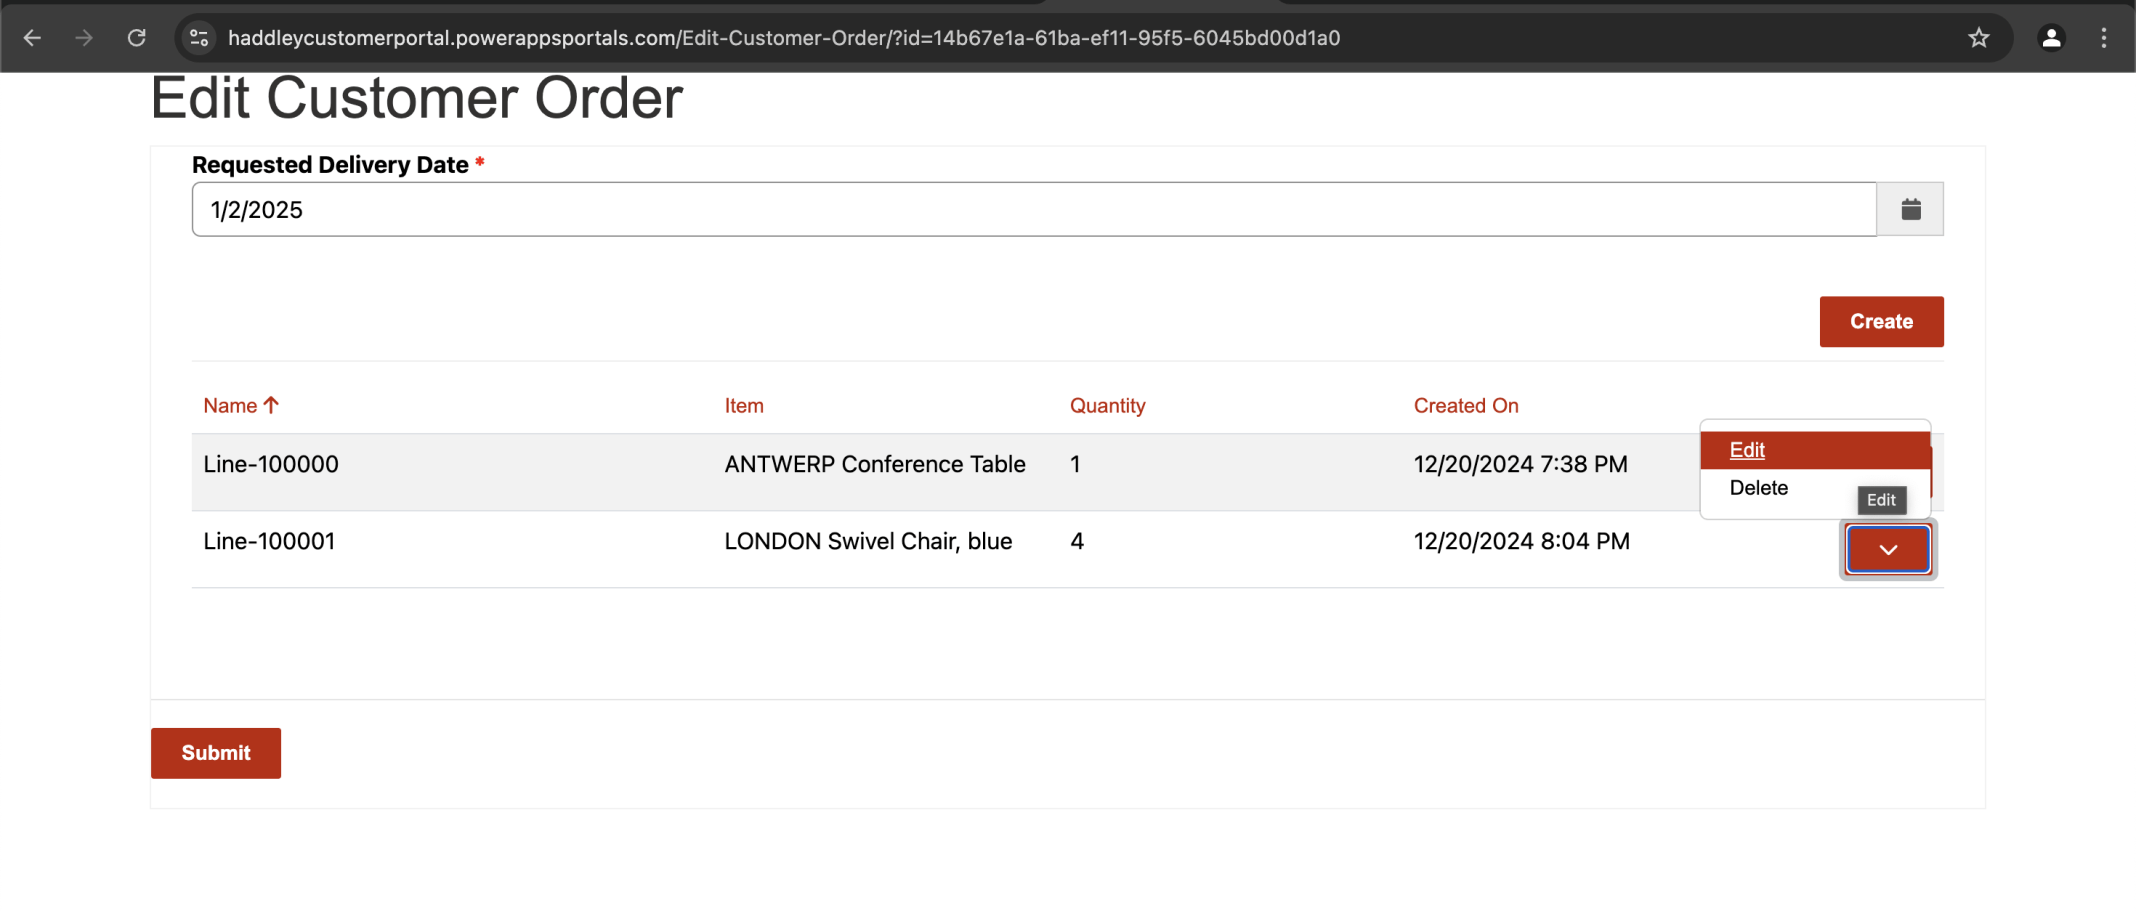 haddleycustomerportal.powerappsportals.com/Edit-Customer-Order/?id=14b67e1a-61ba-ef11-95f5-6045bd00d1a0
Edit Customer Order
Requested Delivery Date *
1/2/2025
Create
Name Item Quantity Created On
Line-100000 ANTWERP Conference Table 1 12/20/2024 7:38 PM
Edit
Delete
Edit
Line-100001 LONDON Swivel Chair, blue 4 12/20/2024 8:04 PM
Submit